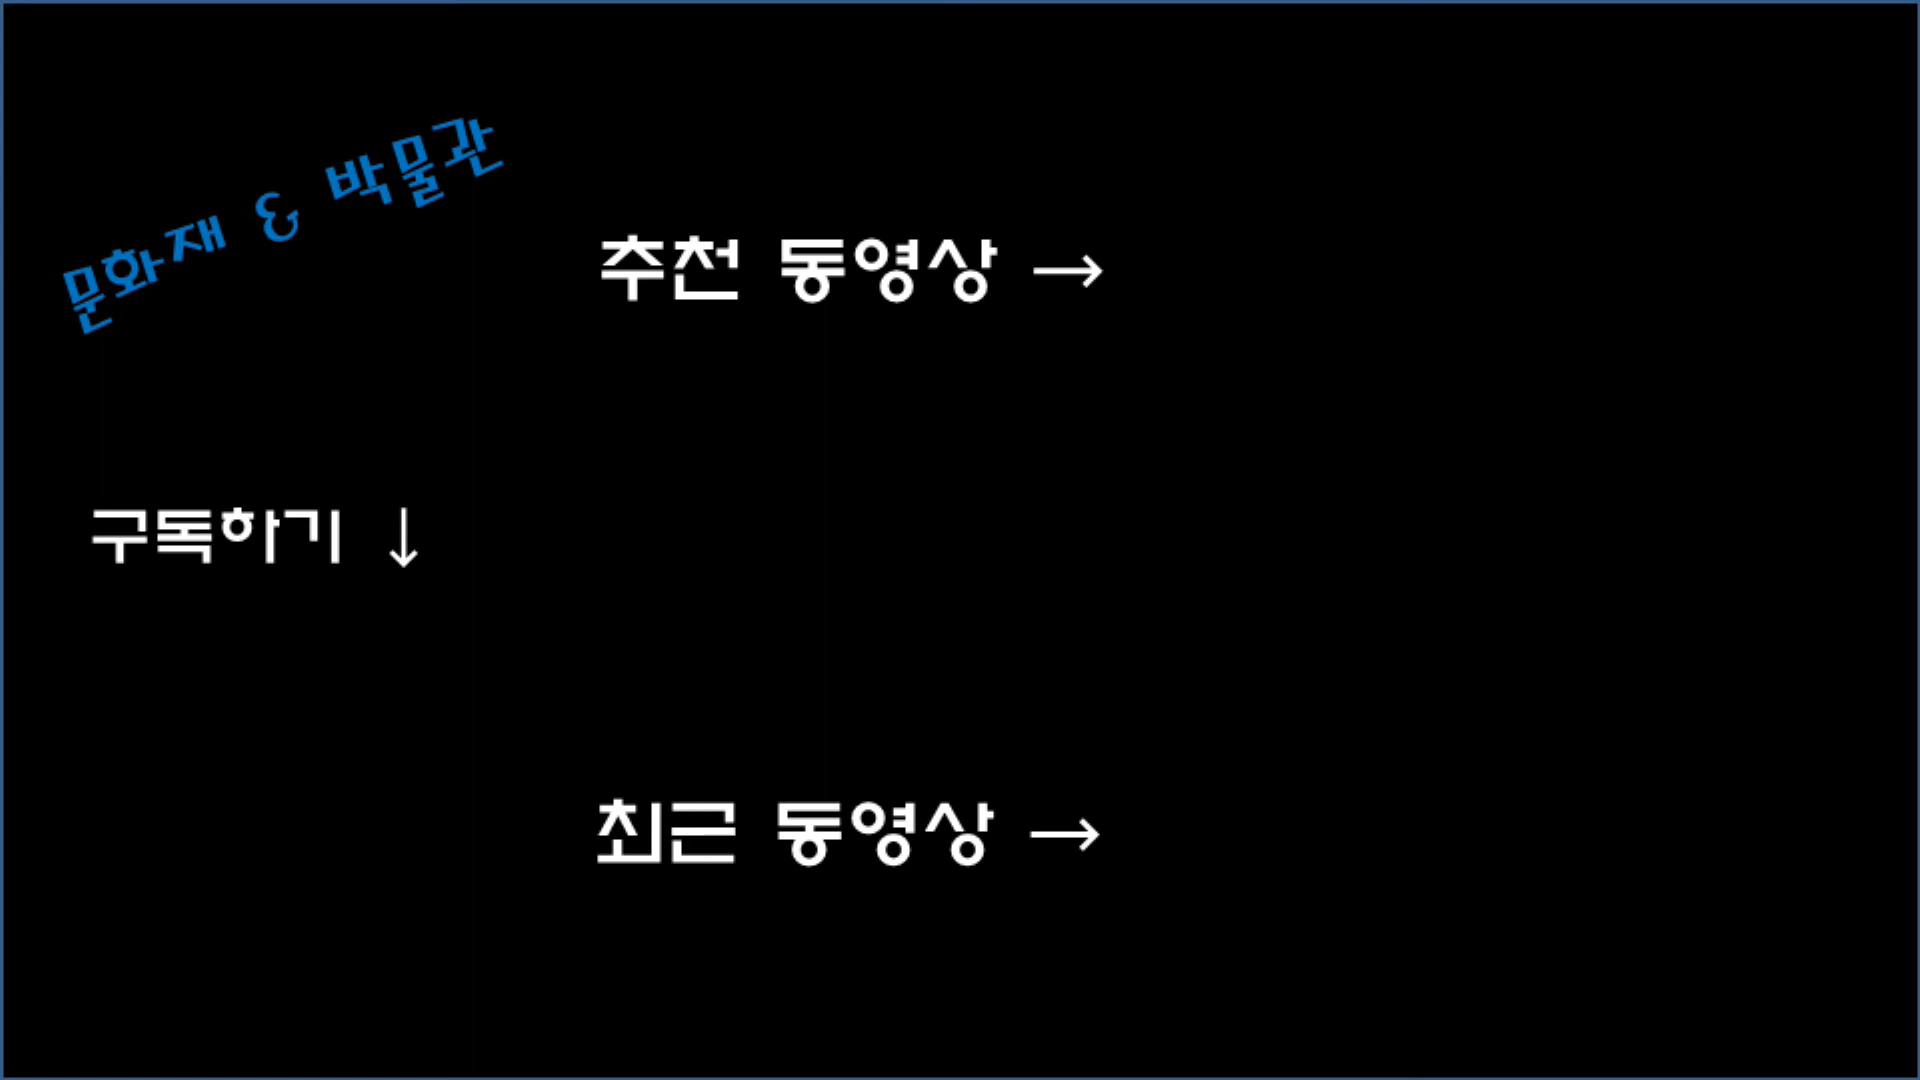 문화재 & 박물관
추천 동영상 →
구독하기 ↓
최근 동영상 →